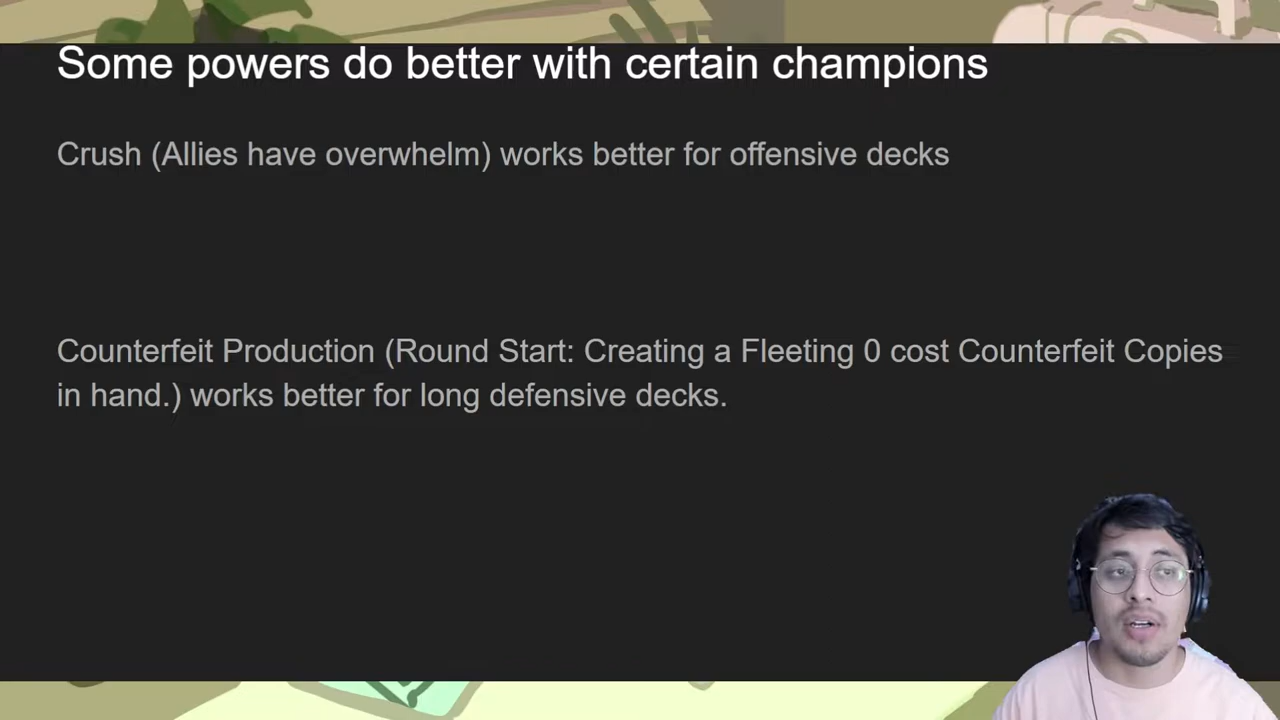 Some powers do better with certain champions
Crush (Allies have overwhelm) works better for offensive decks
Counterfeit Production (Round Start: Creating a Fleeting 0 cost Counterfeit Copies
in hand.) works better for long defensive decks.